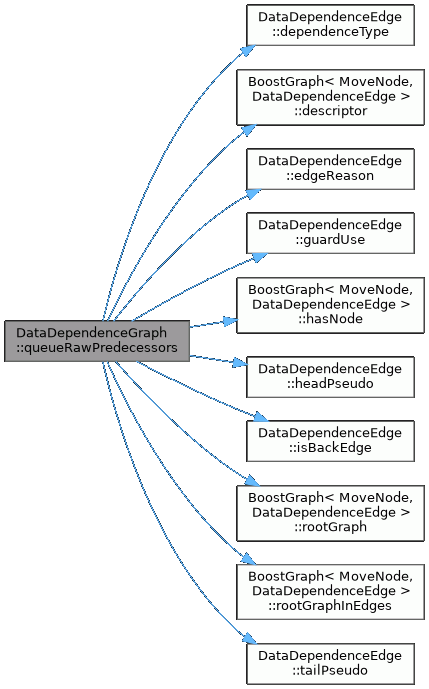 DataDependenceEdge
::dependenceType
BoostGraph< MoveNode,
DataDependenceEdge >
::descriptor
DataDependenceEdge
::edgeReason
DataDependenceEdge
::guardUse
BoostGraph< MoveNode,
DataDependenceEdge >
::hasNode
DataDependenceGraph
::queueRawPredecessors
DataDependenceEdge
::headPseudo
DataDependenceEdge
::isBackEdge
BoostGraph< MoveNode,
DataDependenceEdge >
::rootGraph
BoostGraph< MoveNode,
DataDependenceEdge >
::rootGraphInEdges
DataDependenceEdge
::tailPseudo